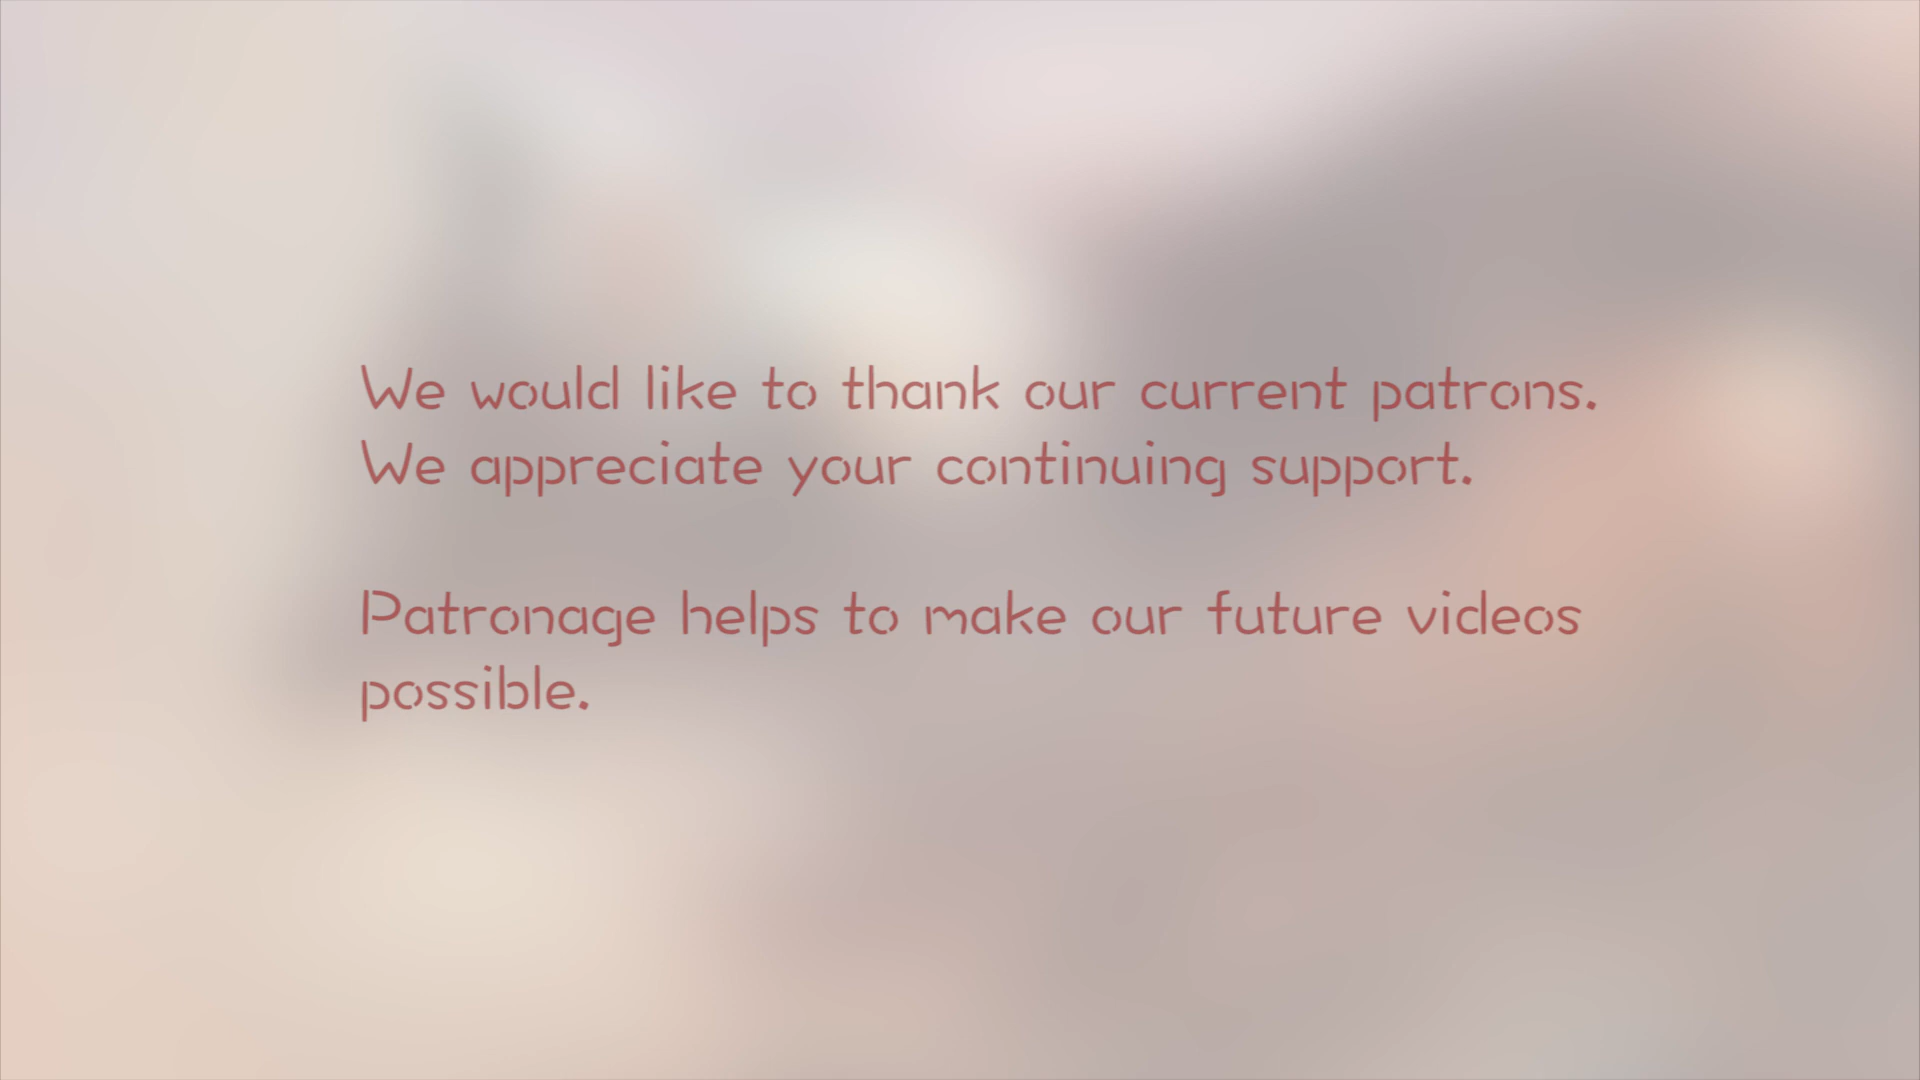 We would like to thank our current patrons.
We appreciate your continuing support.
Patronage helps to make our future videos
possible.